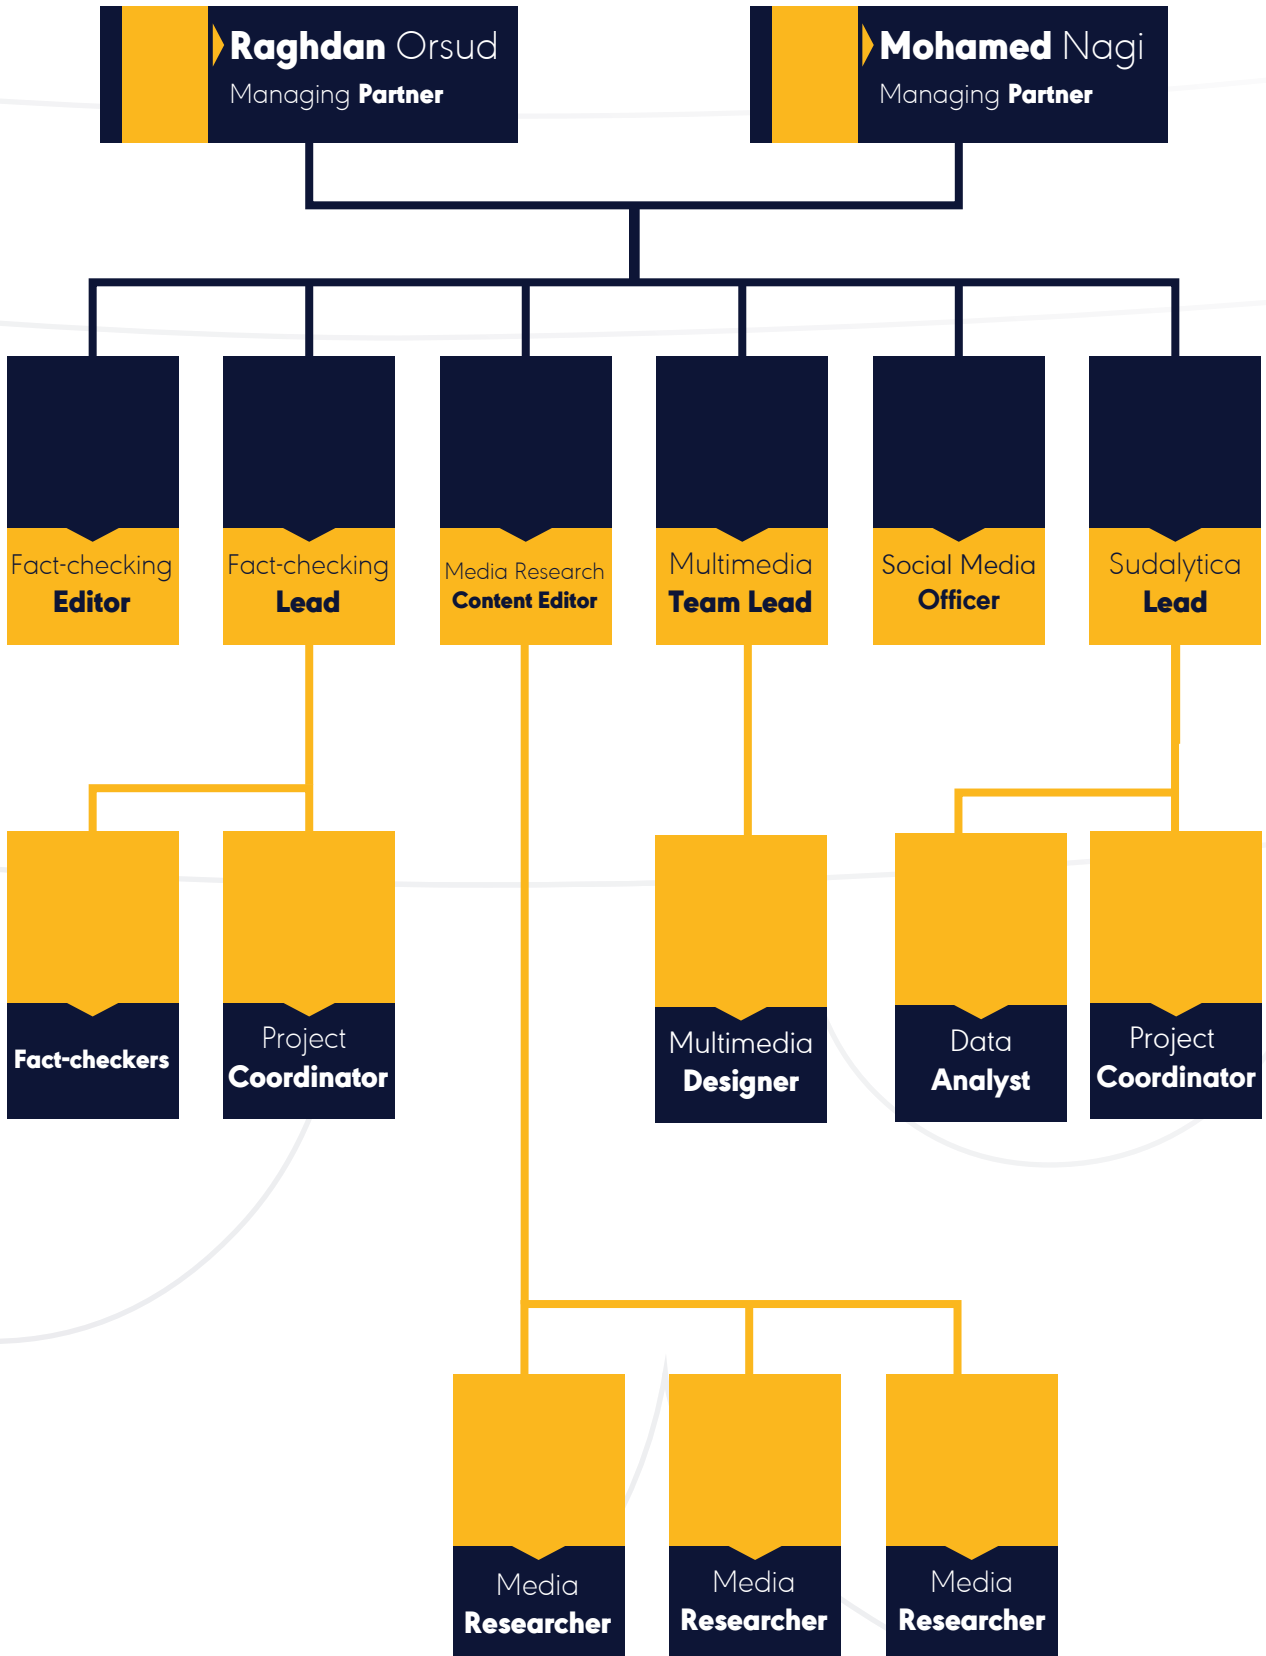 Raghdan Orsud
Managing Partner
Mohamed Nagi
Managing Partner
Fact-checking
Editor
Fact-checking
Lead
Media Research
Content Editor
Multimedia
Team Lead
Social Media
Officer
Sudalytica
Lead
Fact-checkers
Project
Coordinator
Multimedia
Designer
Data
Analyst
Project
Coordinator
Media
Researcher
Media
Researcher
Media
Researcher